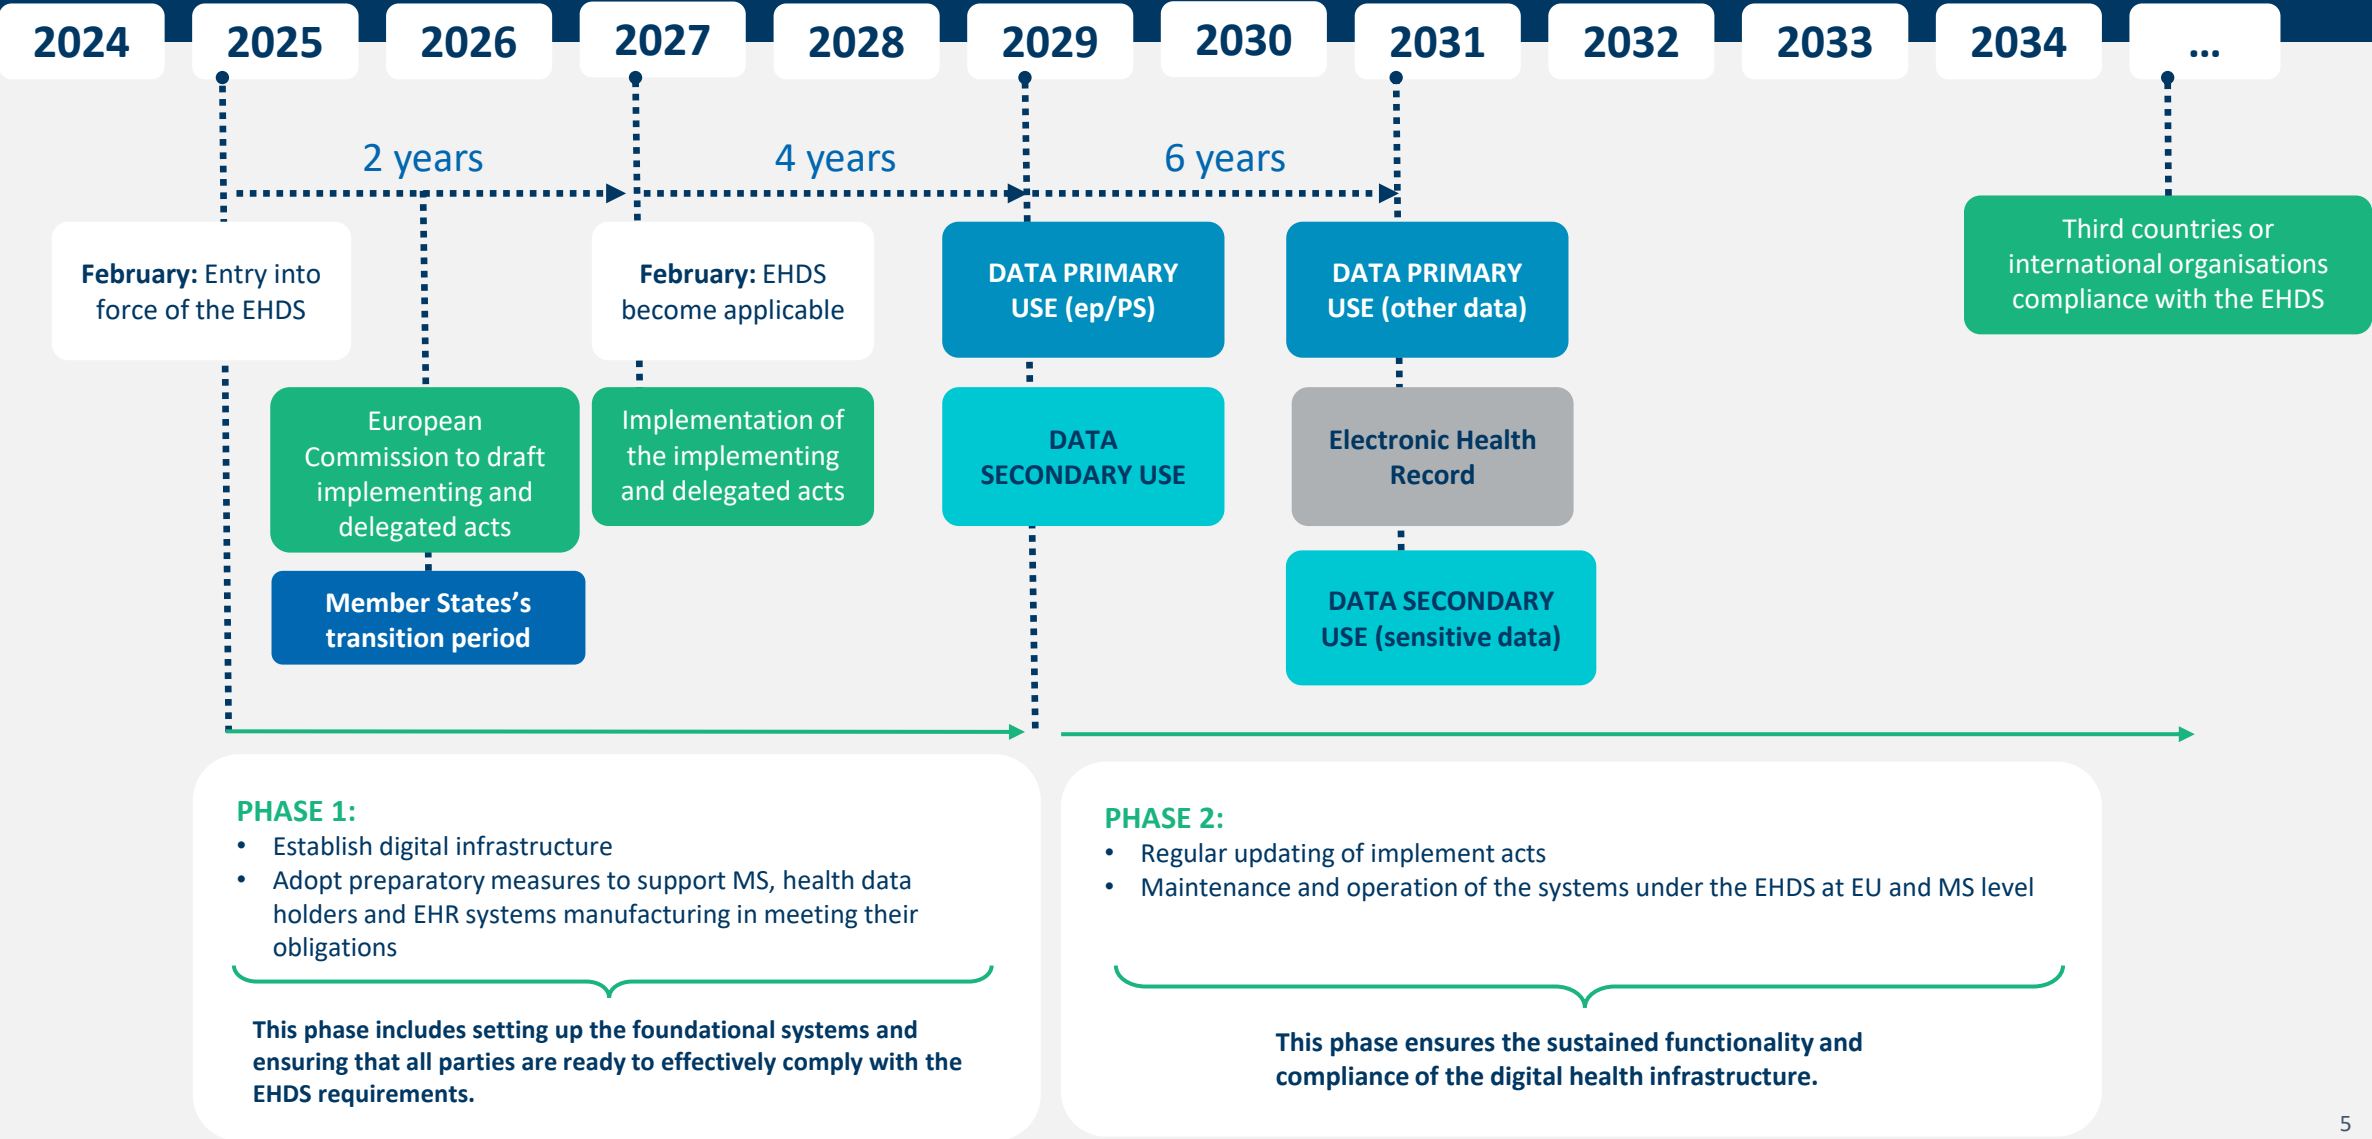 2024 2025 2026 2027 2028 2029 2030 2031 2032 2033 2034 ...
2 years
4 years
6 years
February: Entry into
force of the EHDS
February: EHDS
become applicable
DATA PRIMARY
USE (ep/PS)
DATA PRIMARY
USE (other data)
Third countries or
international organisations
compliance with the EHDS
European
Commission to draft
implementing and
delegated acts
Implementation of
the implementing
and delegated acts
DATA
SECONDARY USE
Electronic Health
Record
Member States's
transition period
DATA SECONDARY
USE (sensitive data)
PHASE 1:
• Establish digital infrastructure
• Adopt preparatory measures to support MS, health data
holders and EHR systems manufacturing in meeting their
obligations
This phase includes setting up the foundational systems and
ensuring that all parties are ready to effectively comply with the
EHDS requirements.
PHASE 2:
• Regular updating of implement acts
• Maintenance and operation of the systems under the EHDS at EU and MS level
This phase ensures the sustained functionality and
compliance of the digital health infrastructure.
5